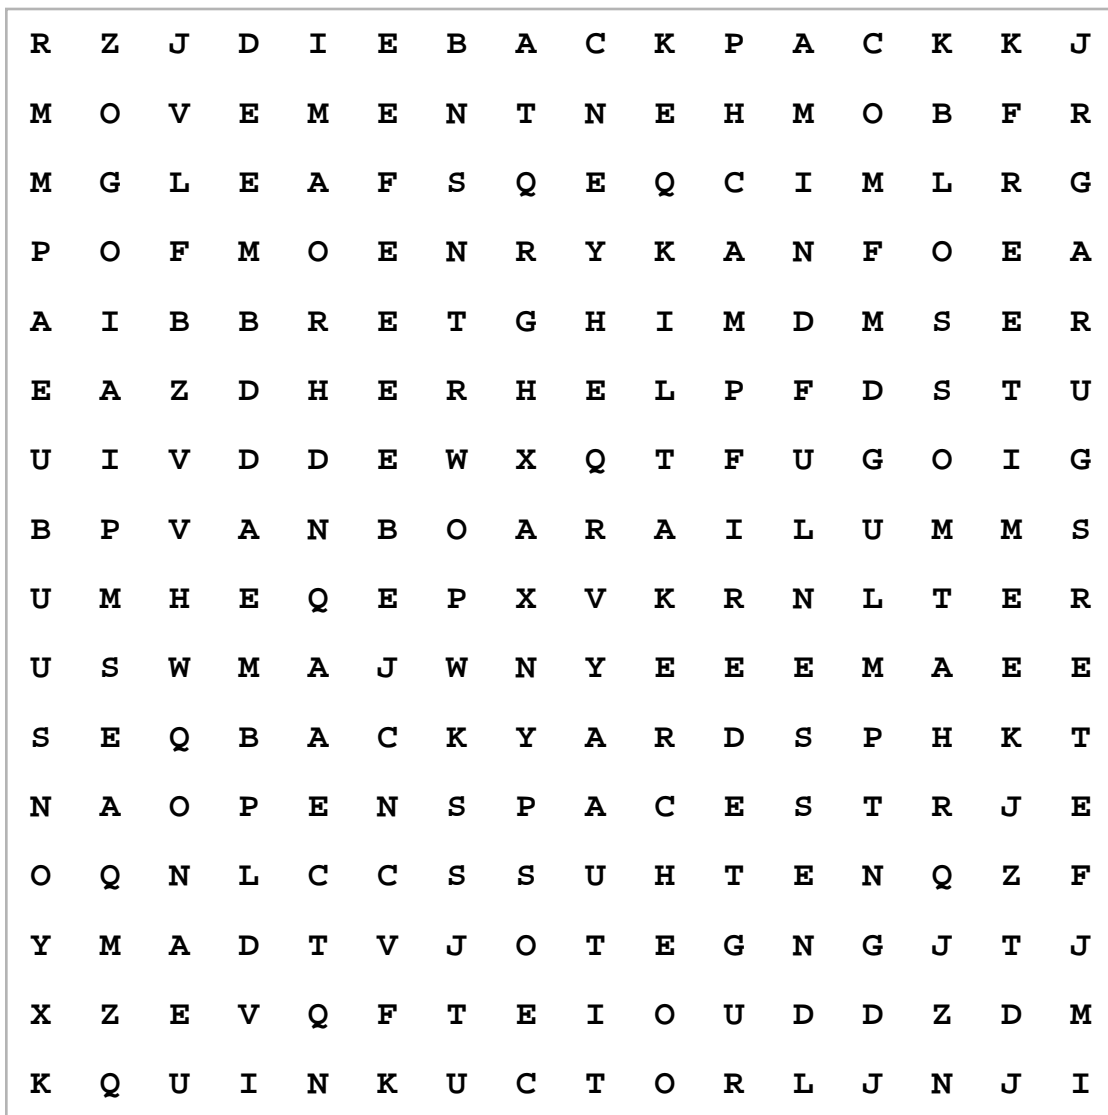 R Z J D I E B A C K P A C K K J
M O V E M E N T N E H M O B F R
M G L E A F S Q E Q C I M L R G
P O F M O E N R Y K A N F O E A
A I B B R E T G H I M D M S E R
E A Z D H E R H E L P F D S T U
U I V D D E W X Q T F U G O I G
B P V A N B O A R A I L U M M S
U M H E Q E P X V K R N L T E R
U S W M A J W N Y E E E M A E E
S E Q B A C K Y A R D S P H K T
N A O P E N S P A C E S T R J E
O Q N L C C S S U H T E N Q Z F
Y M A D T V J O T E G N G J T J
X Z E V Q F T E I O U D D Z D M
K Q U I N K U C T O R L J N J I